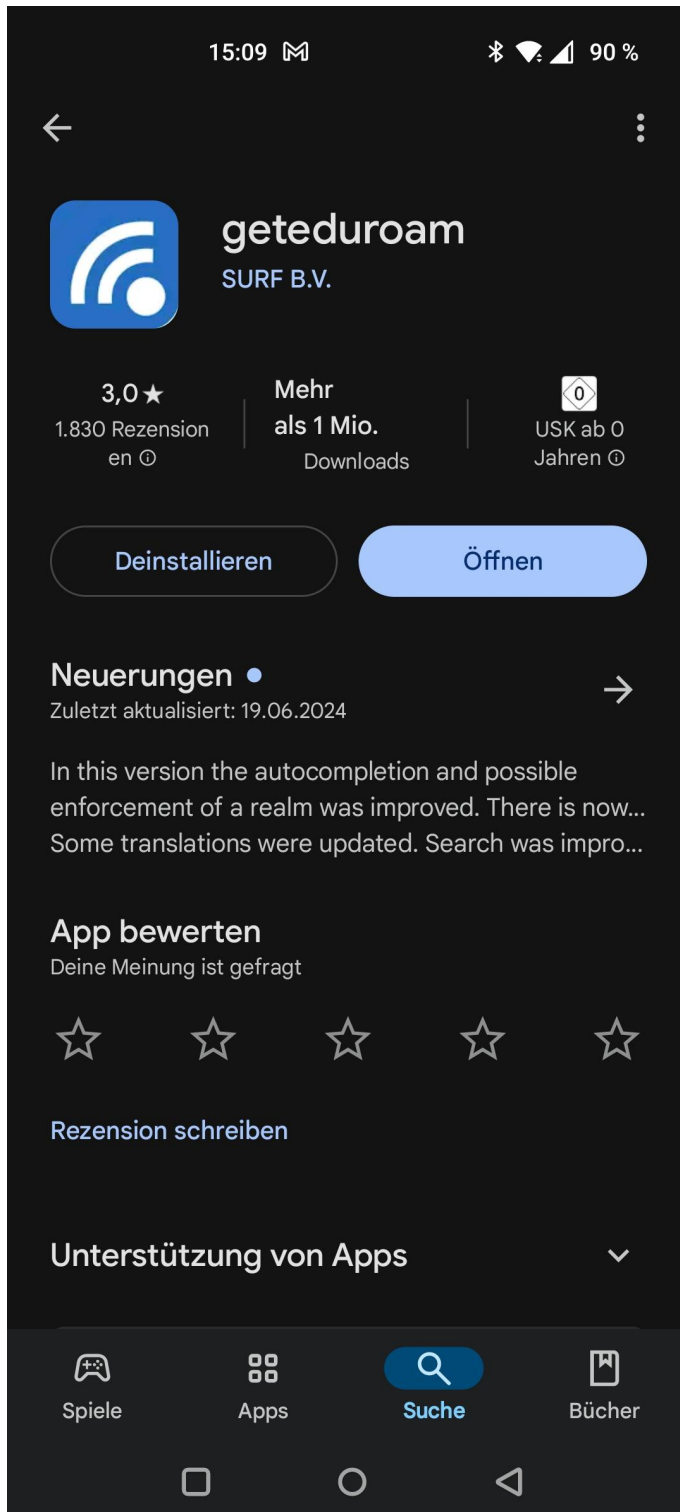 15:09 90 %
geteduroam
SURF B.V.
3,0★
1.830 Rezension
en
Mehr
als 1 Mio.
Downloads
0
USK ab 0
Jahren
Deinstallieren
Öffnen
Neuerungen
Zuletzt aktualisiert: 19.06.2024
In this version the autocompletion and possible
enforcement of a realm was improved. There is now...
Some translations were updated. Search was impro...
App bewerten
Deine Meinung ist gefragt
Rezension schreiben
Unterstützung von Apps
Spiele
Apps
Suche
Bücher